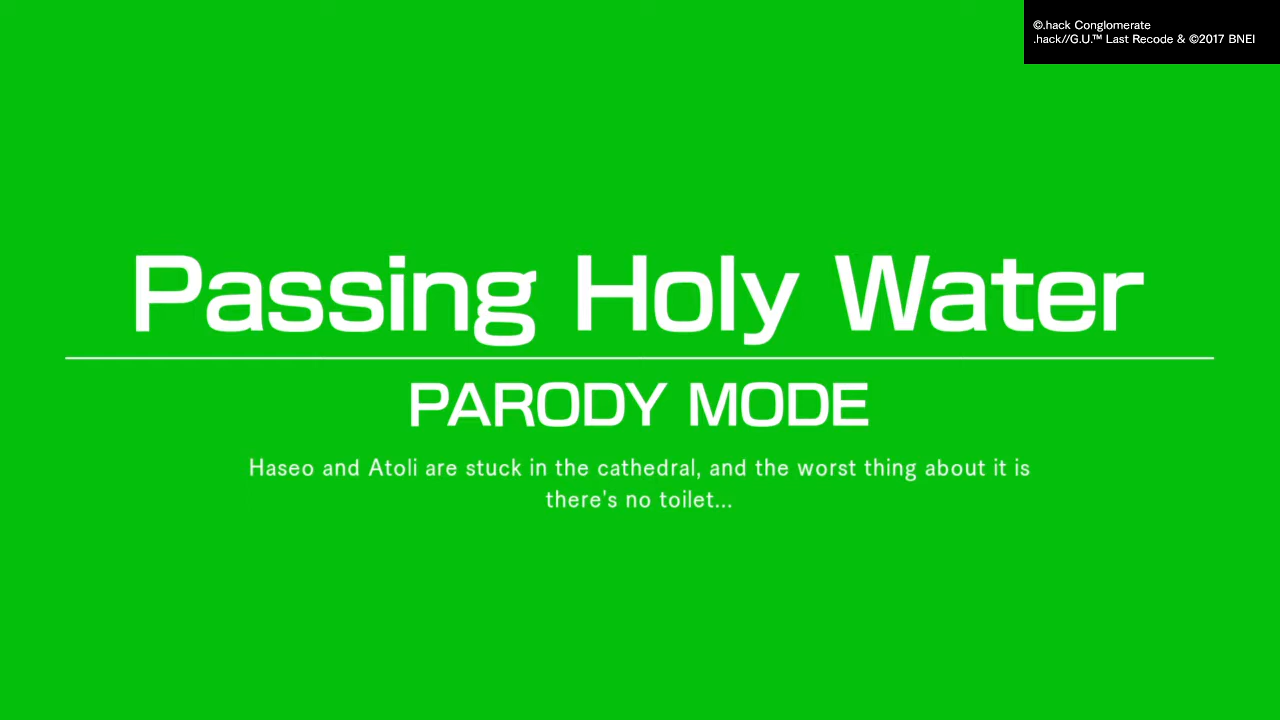 ©.hack Conglomerate
.hack//G.U.™ Last Recode & ©2017 BNEI
Passing Holy Water
PARODY MODE
Haseo and Atoli are stuck in the cathedral, and the worst thing about it is
there's no toilet...